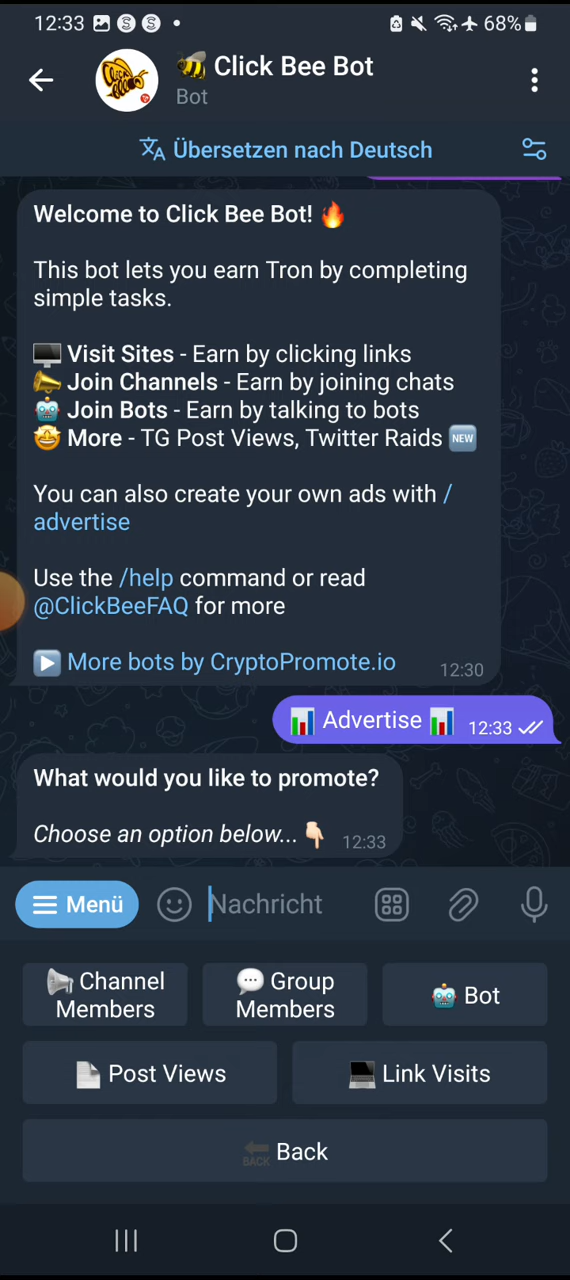 12:33
68%
Click Bee Bot
Bot
Übersetzen nach Deutsch
Welcome to Click Bee Bot!
This bot lets you earn Tron by completing
simple tasks.
Visit Sites - Earn by clicking links
Join Channels - Earn by joining chats
Join Bots - Earn by talking to bots
More - TG Post Views, Twitter Raids NEW
You can also create your own ads with /
advertise
Use the /help command or read
@ClickBeeFAQ for more
More bots by CryptoPromote.io
12:30
Advertise
12:33
What would you like to promote?
Choose an option below...
12:33
Menü
Nachricht
Channel
Members
Group
Members
Bot
Post Views
Link Visits
BACK Back